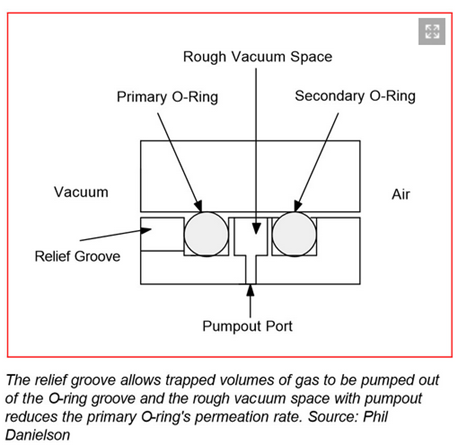 Rough Vacuum Space
Primary O-Ring
Secondary O-Ring
Vacuum
Air
Relief Groove
Pumpout Port
The relief groove allows trapped volumes of gas to be pumped out
of the O-ring groove and the rough vacuum space with pumpout
reduces the primary O-ring's permeation rate. Source: Phil
Danielson